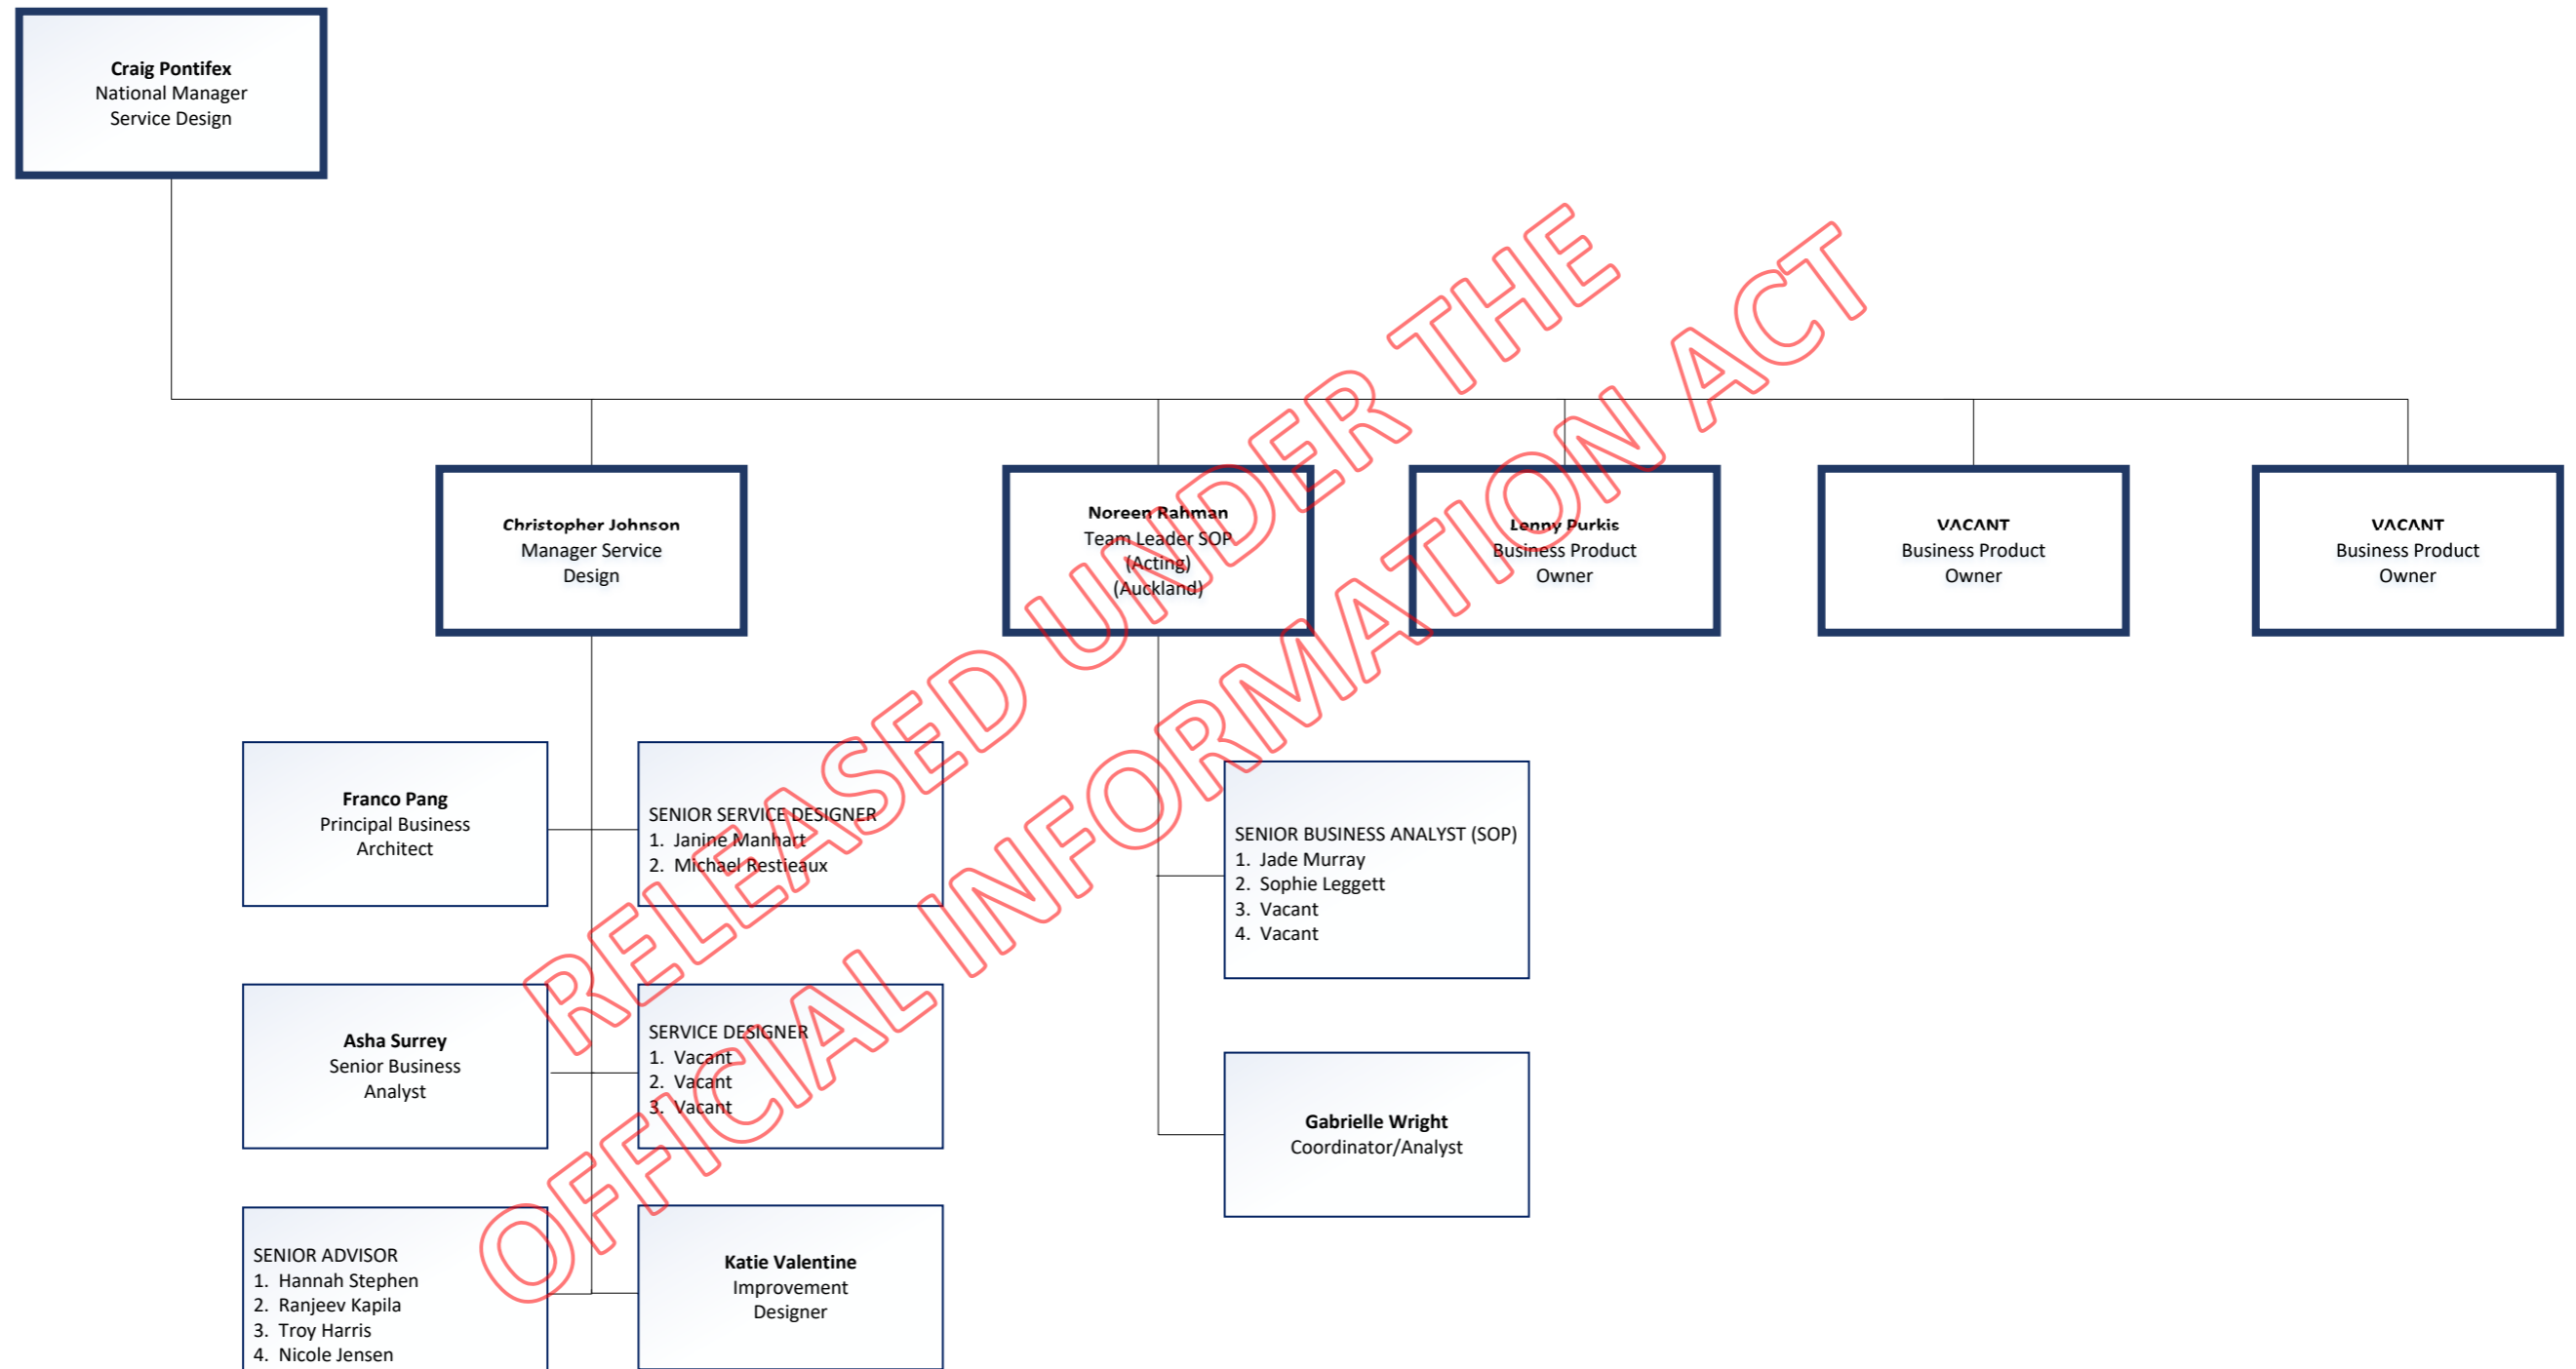 Craig Pontifex
National Manager
Service Design
Christopher Johnson
Manager Service
Design
Noreen Rahman
Team Leader SOP
(Acting)
(Auckland)
Lenny Purkis
Business Product
Owner
VACANT
Business Product
Owner
VACANT
Business Product
Owner
Franco Pang
Principal Business
Architect
SENIOR SERVICE DESIGNER
1. Janine Manhart
2. Michael Restieaux
SENIOR BUSINESS ANALYST (SOP)
1. Jade Murray
2. Sophie Leggett
3. Vacant
4. Vacant
Asha Surrey
Senior Business
Analyst
SERVICE DESIGNER
1. Vacant
2. Vacant
3. Vacant
Gabrielle Wright
Coordinator/Analyst
SENIOR ADVISOR
1. Hannah Stephen
2. Ranjeev Kapila
3. Troy Harris
4. Nicole Jensen
Katie Valentine
Improvement
Designer
RELEASED UNDER THE
OFFICIAL INFORMATION ACT